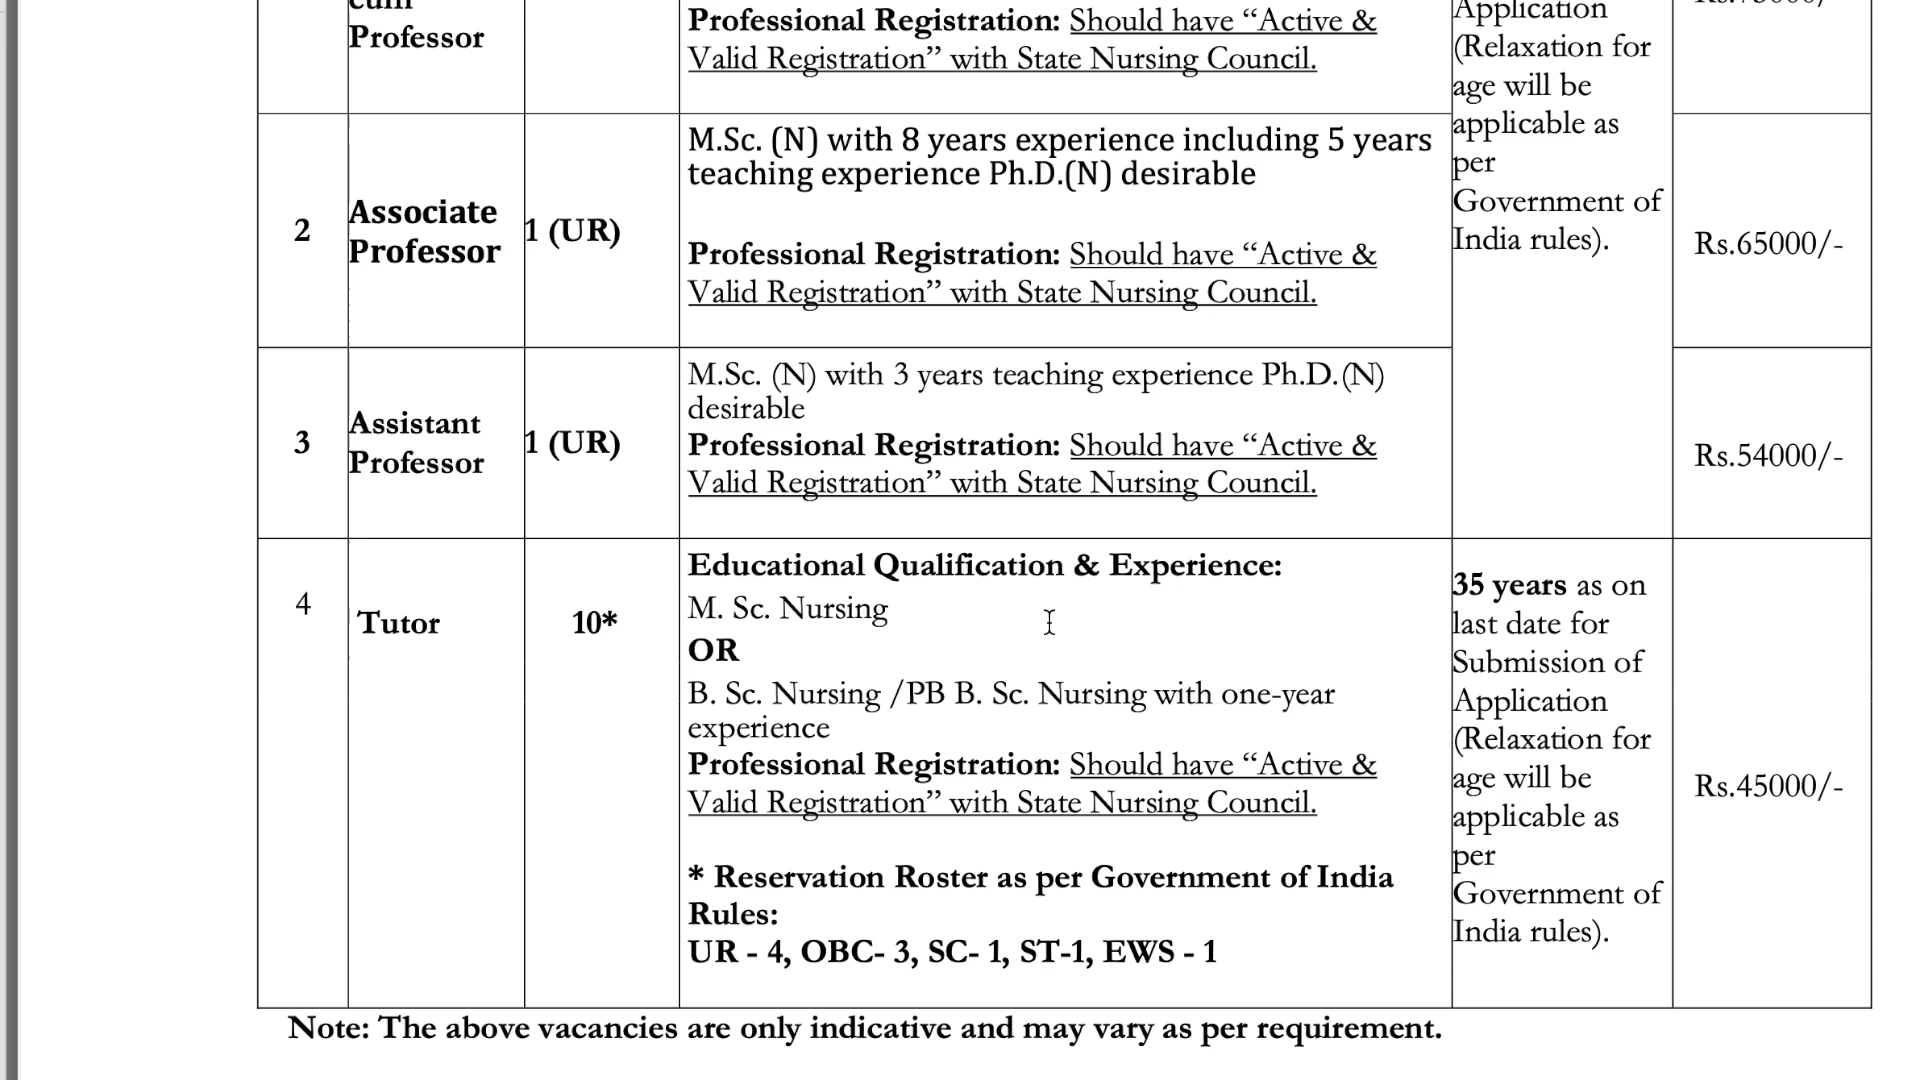 Professor
Professional Registration: Should have “Active &
Valid Registration” with State Nursing Council.
Application
(Relaxation for
age will be
applicable as
per
Government of
India rules).
2
Associate
Professor
1 (UR)
M.Sc. (N) with 8 years experience including 5 years
teaching experience Ph.D.(N) desirable
Professional Registration: Should have “Active &
Valid Registration” with State Nursing Council.
Rs.65000/-
3
Assistant
Professor
1 (UR)
M.Sc. (N) with 3 years teaching experience Ph.D.(N)
desirable
Professional Registration: Should have “Active &
Valid Registration” with State Nursing Council.
Rs.54000/-
4
Tutor
10*
Educational Qualification & Experience:
M. Sc. Nursing
OR
B. Sc. Nursing /PB B. Sc. Nursing with one-year
experience
Professional Registration: Should have “Active &
Valid Registration” with State Nursing Council.
* Reservation Roster as per Government of India
Rules:
UR - 4, OBC- 3, SC- 1, ST-1, EWS - 1
35 years as on
last date for
Submission of
Application
(Relaxation for
age will be
applicable as
per
Government of
India rules).
Rs.45000/-
Note: The above vacancies are only indicative and may vary as per requirement.